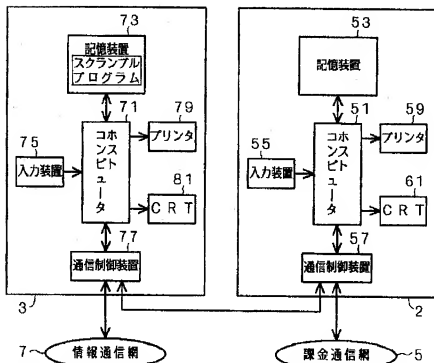 73
記憶装置
スクランブル
プログラム
71
79
ホストコンピュータ
プリンタ
75
入力装置
81
CRT
77
通信制御装置
3
7
情報通信網
53
記憶装置
51
59
ホストコンピュータ
プリンタ
55
入力装置
61
CRT
57
通信制御装置
2
課金通信網
5